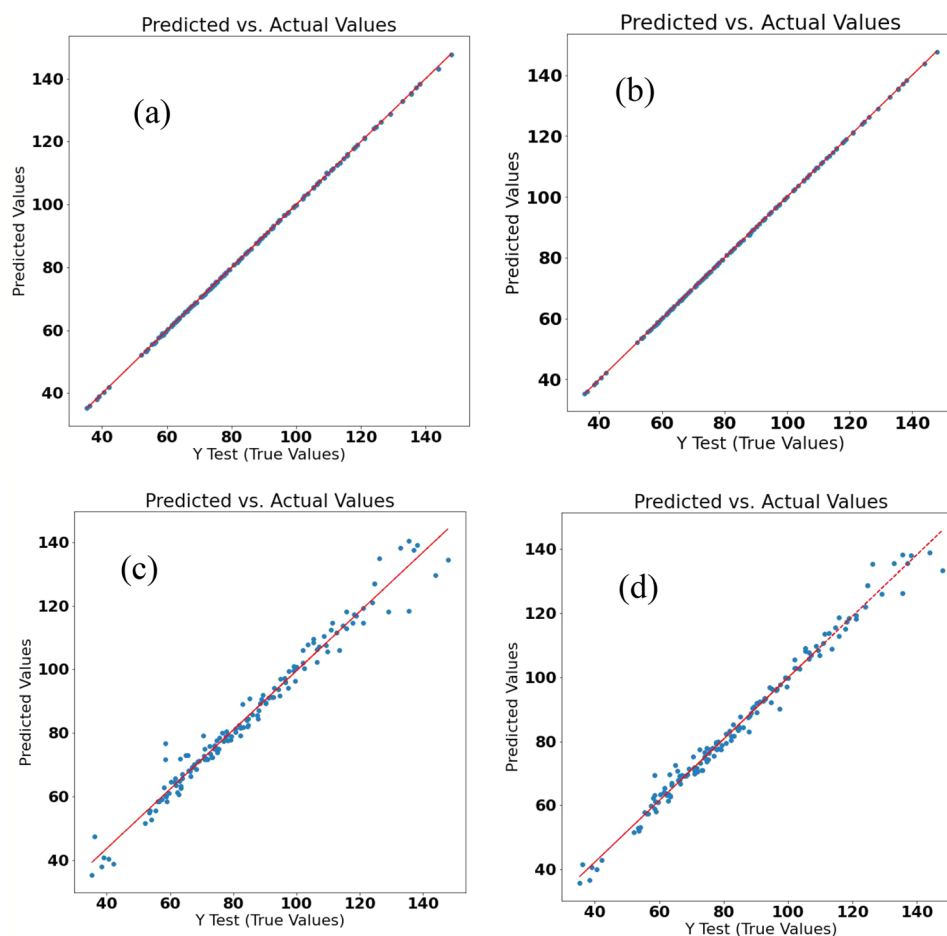 Predicted vs. Actual Values
(a)
Predicted Values
140
120
100
80
60
40
40 60 80 100 120 140
Y Test (True Values)
Predicted vs. Actual Values
(b)
Predicted Values
140
120
100
80
60
40
40 60 80 100 120 140
Y Test (True Values)
Predicted vs. Actual Values
(c)
Predicted Values
140
120
100
80
60
40
40 60 80 100 120 140
Y Test (True Values)
Predicted vs. Actual Values
(d)
Predicted Values
140
120
100
80
60
40
40 60 80 100 120 140
Y Test (True Values)